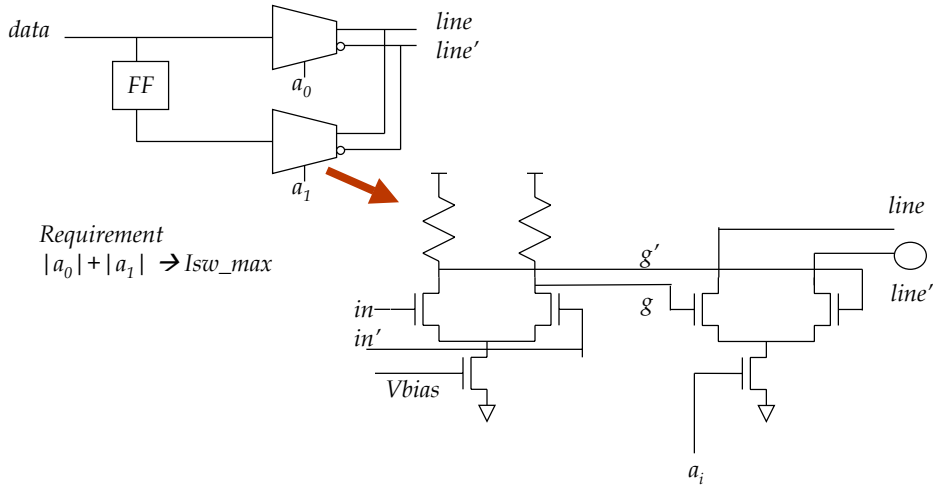 data
line
line'
FF
a0
a1
Requirement
|a0|+|a1| → Isw_max
line
g'
in
g
line'
in'
Vbias
ai